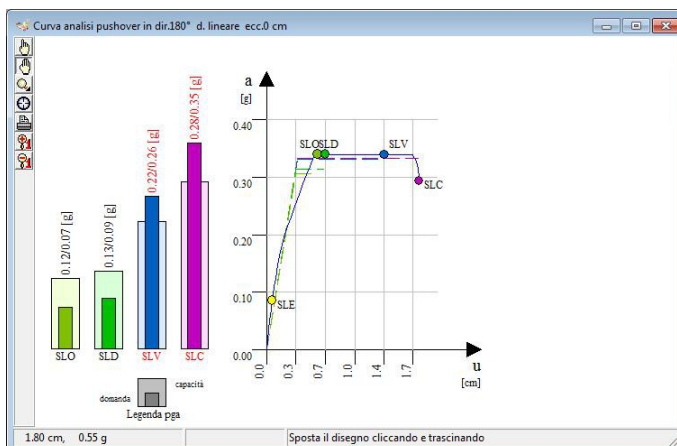 Curva analisi pushover in dir.180° d. lineare ecc.0 cm
0.12/0.07 [g]
0.13/0.09 [g]
0.22/0.26 [g]
0.28/0.35 [g]
SLO
SLD
SLV
SLC
domanda
capacità
Legenda pga
a
[g]
0.40
0.30
0.20
0.10
0.00
SLO
SLD
SLV
SLC
SLE
0.0
0.3
0.7
1.0
1.4
1.7
u
[cm]
1.80 cm, 0.55 g
Sposta il disegno cliccando e trascinando